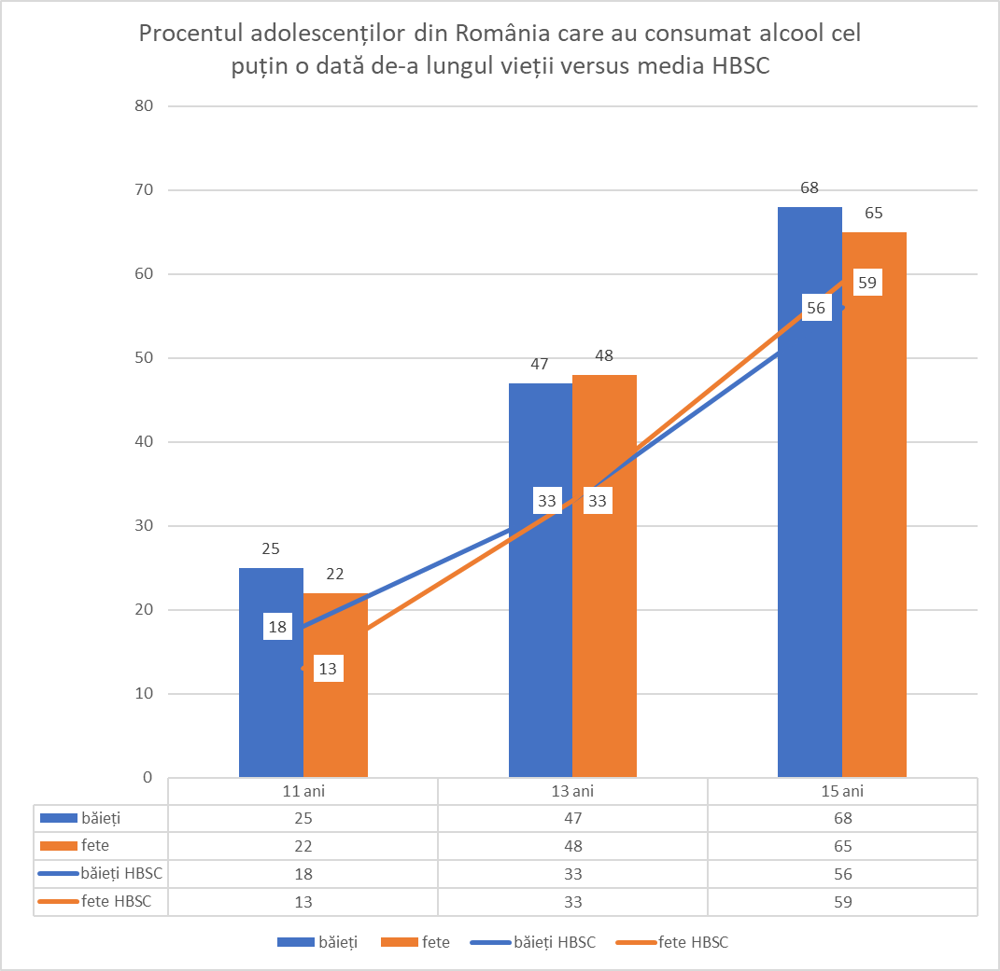 Procentul adolescenților din România care au consumat alcool cel
puțin o dată de-a lungul vieții versus media HBSC
80
70
60
50
40
30
20
10
0
25
22
18
13
47
48
33
33
68
65
56
59
11 ani
13 ani
15 ani
băieți 25 47 68
fete 22 48 65
băieți HBSC 18 33 56
fete HBSC 13 33 59
băieți fete băieți HBSC fete HBSC